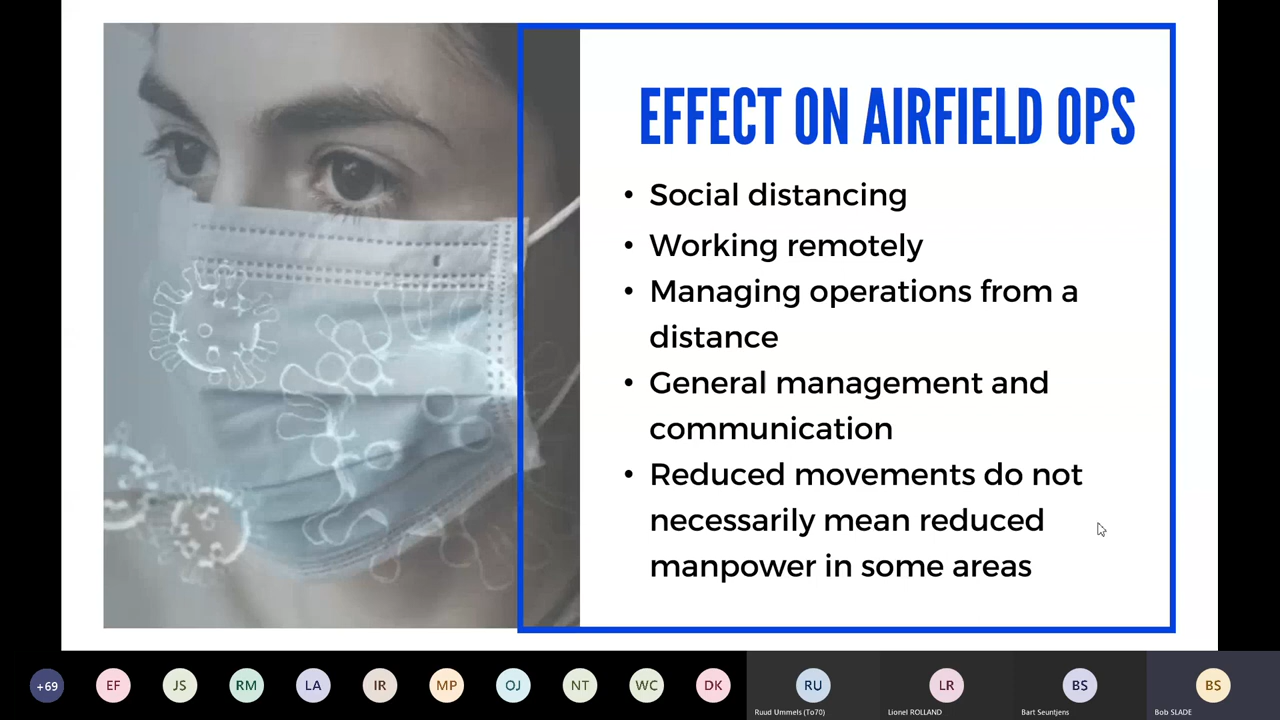 EFFECT ON AIRFIELD OPS
• Social distancing
• Working remotely
• Managing operations from a
distance
• General management and
communication
• Reduced movements do not
necessarily mean reduced
manpower in some areas
+69
EF
JS
RM
LA
IR
MP
OJ
NT
WC
DK
RU
LR
BS
BS
Ruud Ummels (To70)
Lionel ROLLAND
Bart Seuntjens
Bob SLADE